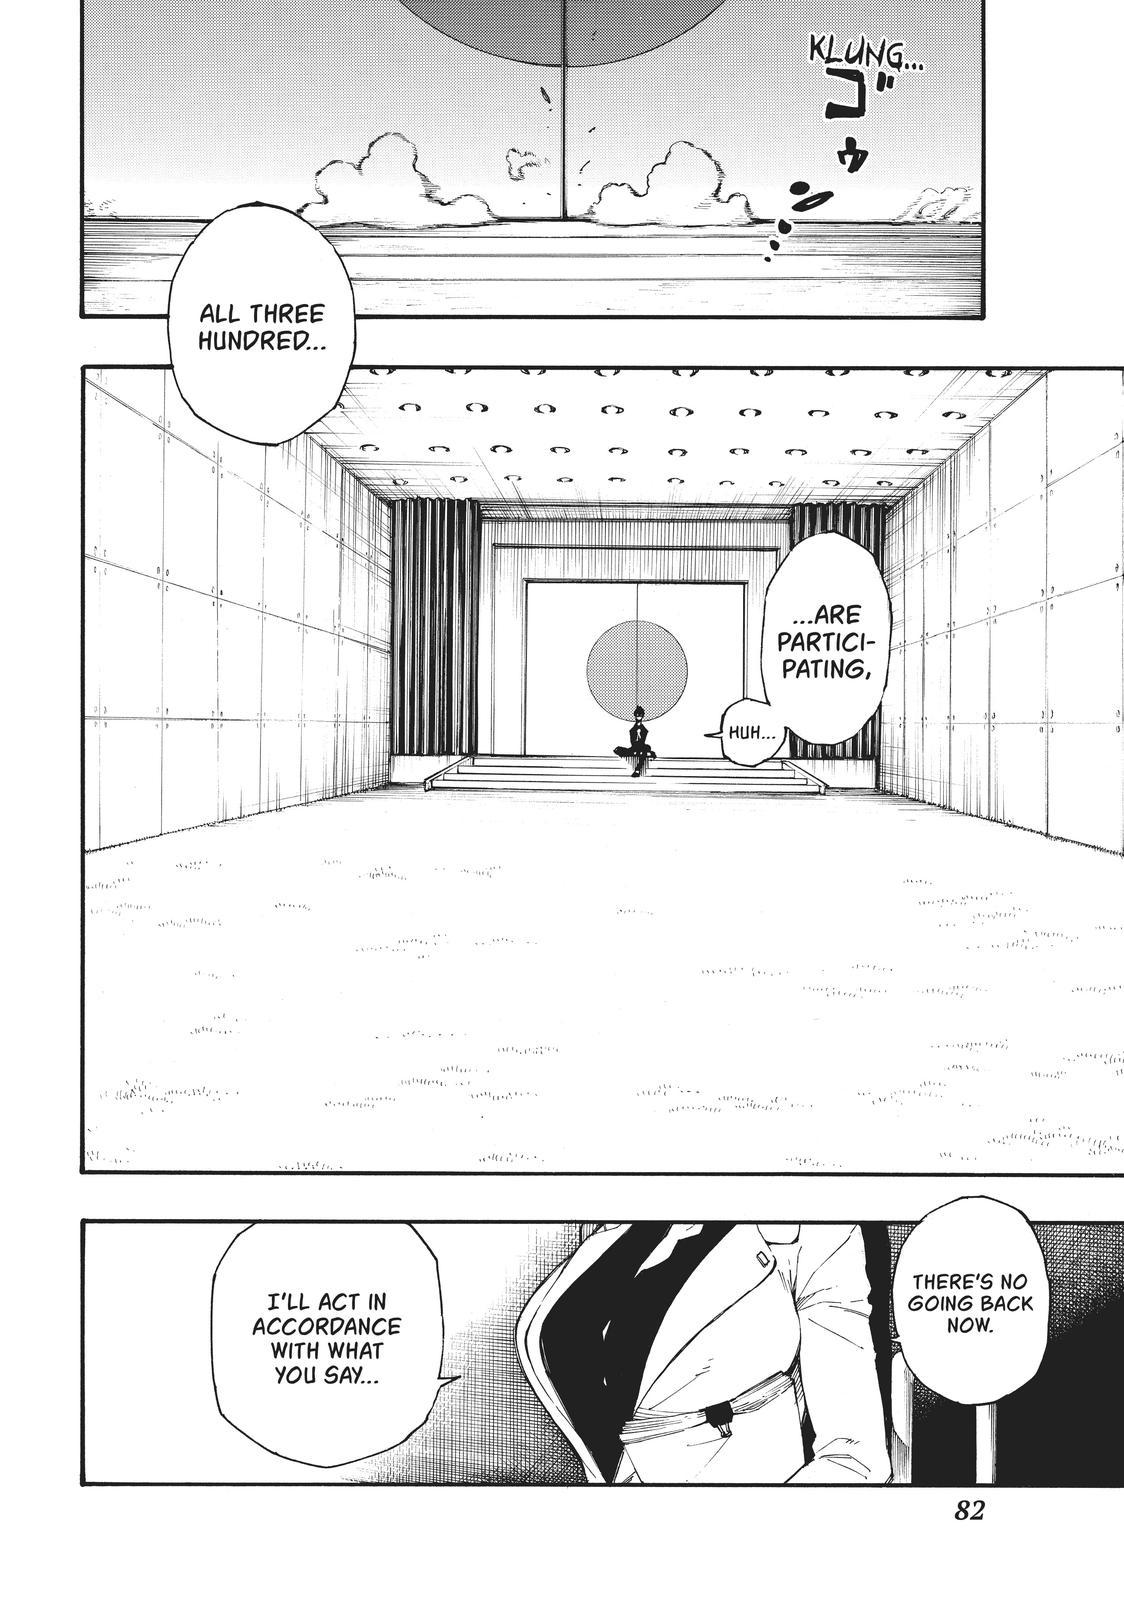 KLUNG...
ゴゥン
ALL THREE
HUNDRED...
...ARE
PARTICI-
PATING,
HUH...
THERE'S NO
GOING BACK
NOW.
I'LL ACT IN
ACCORDANCE
WITH WHAT
YOU SAY...
82